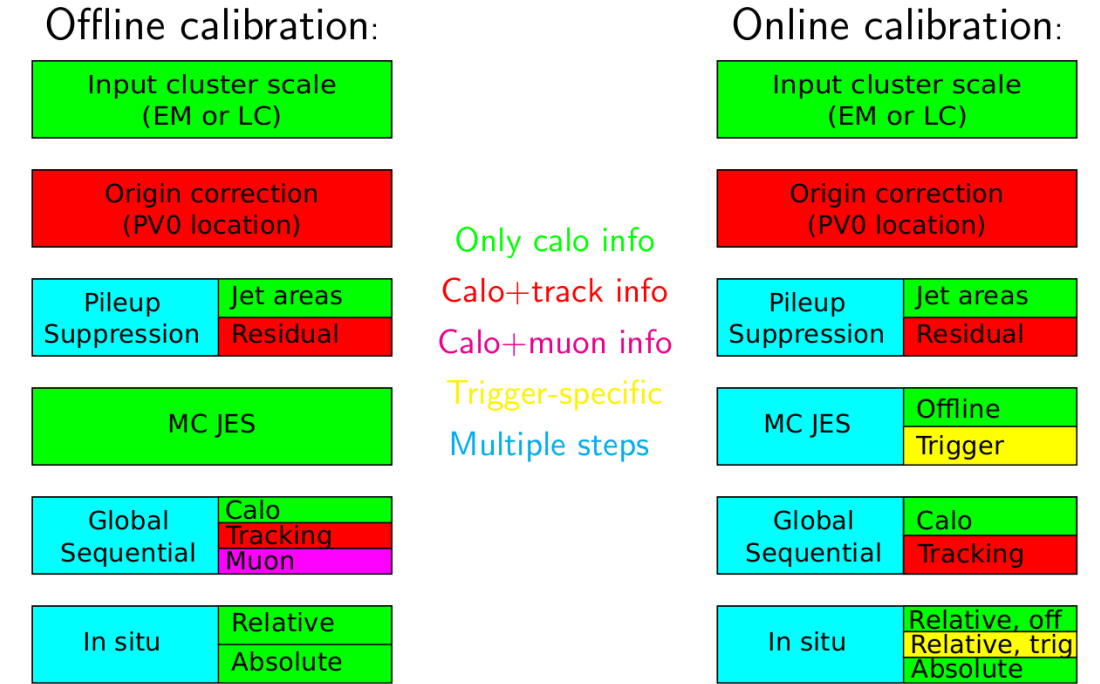 Offline calibration:
Input cluster scale
(EM or LC)
Origin correction
(PV0 location)
Pileup
Suppression
Jet areas
Residual
MC JES
Global
Sequential
Calo
Tracking
Muon
In situ
Relative
Absolute
Only calo info
Calo+track info
Calo+muon info
Trigger-specific
Multiple steps
Online calibration:
Input cluster scale
(EM or LC)
Origin correction
(PV0 location)
Pileup
Suppression
Jet areas
Residual
MC JES
Offline
Trigger
Global
Sequential
Calo
Tracking
In situ
Relative, off
Relative, trig
Absolute